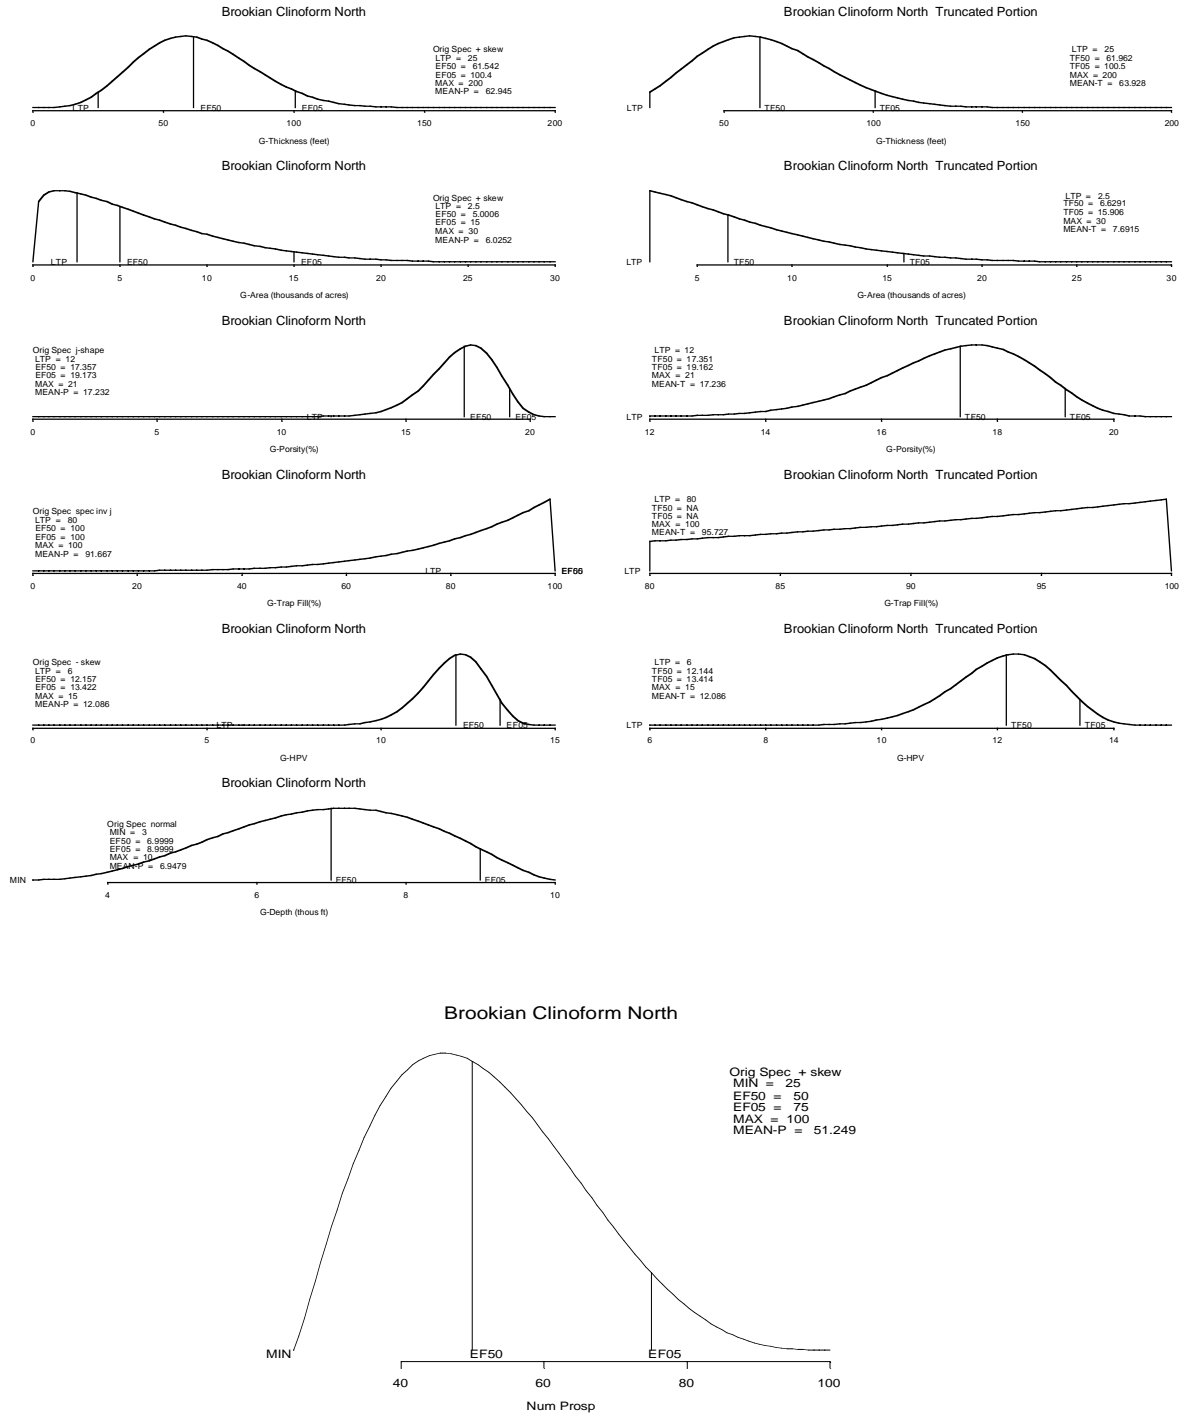 Brookian Clinoform North
Orig Spec + skew
LTP = 25
EF50 = 61.542
EF05 = 100.4
MAX = 200
MEAN-P = 62.945
LTP
EF50
EF05
0 50 100 150 200
G-Thickness (feet)
Brookian Clinoform North Truncated Portion
LTP = 25
TF50 = 61.962
TF05 = 100.5
MAX = 200
MEAN-T = 63.928
LTP
TF50
TF05
50 100 150 200
G-Thickness (feet)
Brookian Clinoform North
Orig Spec + skew
LTP = 2.5
EF50 = 5.0006
EF05 = 15
MAX = 30
MEAN-P = 6.0252
LTP
EF50
EF05
0 5 10 15 20 25 30
G-Area (thousands of acres)
Brookian Clinoform North Truncated Portion
LTP = 2.5
TF50 = 6.6291
TF05 = 15.906
MAX = 30
MEAN-T = 7.6915
LTP
TF50
TF05
5 10 15 20 25 30
G-Area (thousands of acres)
Brookian Clinoform North
Orig Spec j-shape
LTP = 12
EF50 = 17.357
EF05 = 19.173
MAX = 21
MEAN-P = 17.232
LTP
EF50
EF05
0 5 10 15 20
G-Porsity(%)
Brookian Clinoform North Truncated Portion
LTP = 12
TF50 = 17.351
TF05 = 19.162
MAX = 21
MEAN-T = 17.236
LTP
TF50
TF05
12 14 16 18 20
G-Porsity(%)
Brookian Clinoform North
Orig Spec spec inv j
LTP = 80
EF50 = 100
EF05 = 100
MAX = 100
MEAN-P = 91.667
LTP
0 20 40 60 80 100
G-Trap Fill(%)
Brookian Clinoform North Truncated Portion
LTP = 80
TF50 = NA
TF05 = NA
MAX = 100
MEAN-T = 95.727
LTP
80 85 90 95 100
G-Trap Fill(%)
Brookian Clinoform North
Orig Spec - skew
LTP = 6
EF50 = 12.157
EF05 = 13.422
MAX = 15
MEAN-P = 12.086
LTP
EF50
EF05
0 5 10 15
G-HPV
Brookian Clinoform North Truncated Portion
LTP = 6
TF50 = 12.144
TF05 = 13.414
MAX = 15
MEAN-T = 12.086
LTP
TF50
TF05
6 8 10 12 14
G-HPV
Brookian Clinoform North
Orig Spec normal
MIN = 3
EF50 = 6.9999
EF05 = 8.9999
MAX = 10
MEAN-P = 6.9479
MIN
EF50
EF05
4 6 8 10
G-Depth (thous ft)
Brookian Clinoform North
Orig Spec + skew
MIN = 25
EF50 = 50
EF05 = 75
MAX = 100
MEAN-P = 51.249
MIN
EF50
EF05
40 60 80 100
Num Prosp